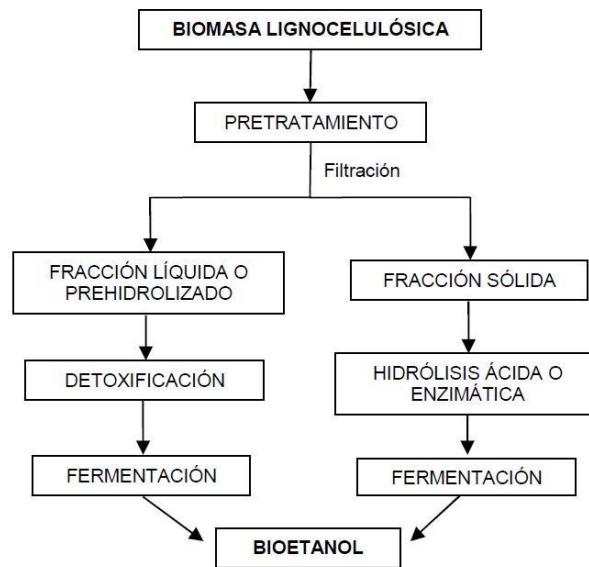 BIOMASA LIGNOCELULÓSICA
PRETRATAMIENTO
Filtración
FRACCIÓN LÍQUIDA O
PREHIDROLIZADO
FRACCIÓN SÓLIDA
DETOXIFICACIÓN
HIDRÓLISIS ÁCIDA O
ENZIMÁTICA
FERMENTACIÓN
FERMENTACIÓN
BIOETANOL